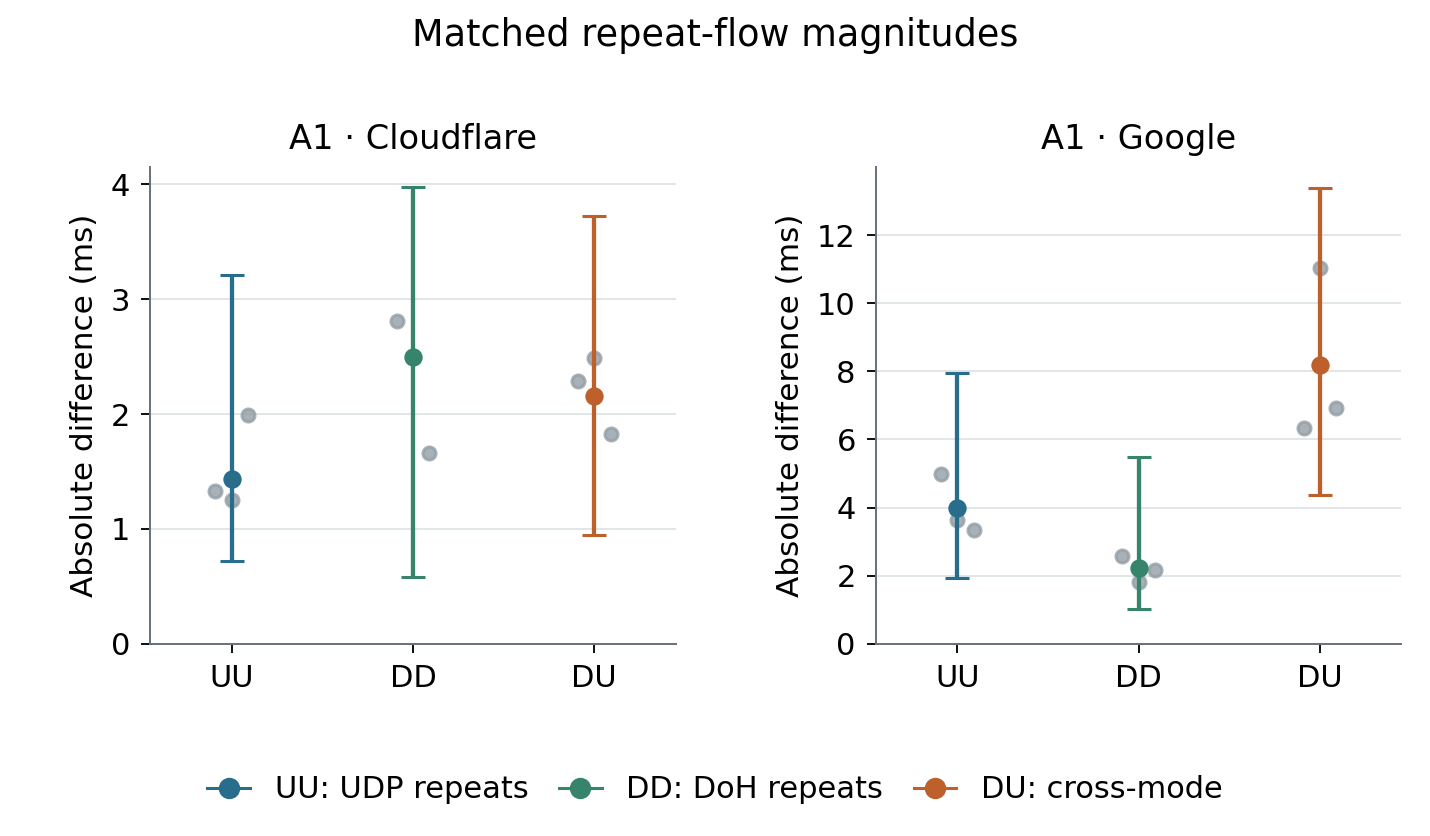 Matched repeat-flow magnitudes
A1 · Cloudflare
Absolute difference (ms)
4
3
2
1
0
UU DD DU
A1 · Google
Absolute difference (ms)
12
10
8
6
4
2
0
UU DD DU
UU: UDP repeats DD: DoH repeats DU: cross-mode